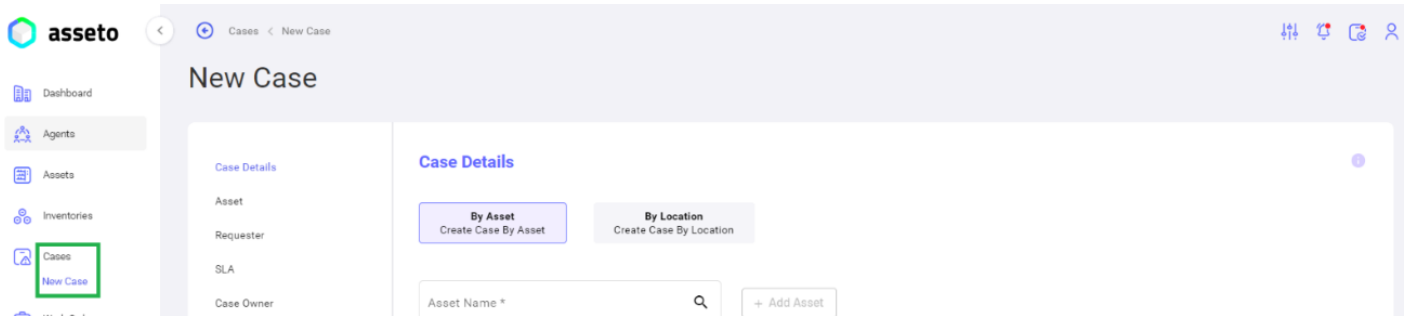 asseto
Cases < New Case
New Case
Dashboard
Agents
Assets
Inventories
Cases
New Case
Case Details
Asset
Requester
SLA
Case Owner
Case Details
By Asset
Create Case By Asset
By Location
Create Case By Location
Asset Name *
+ Add Asset